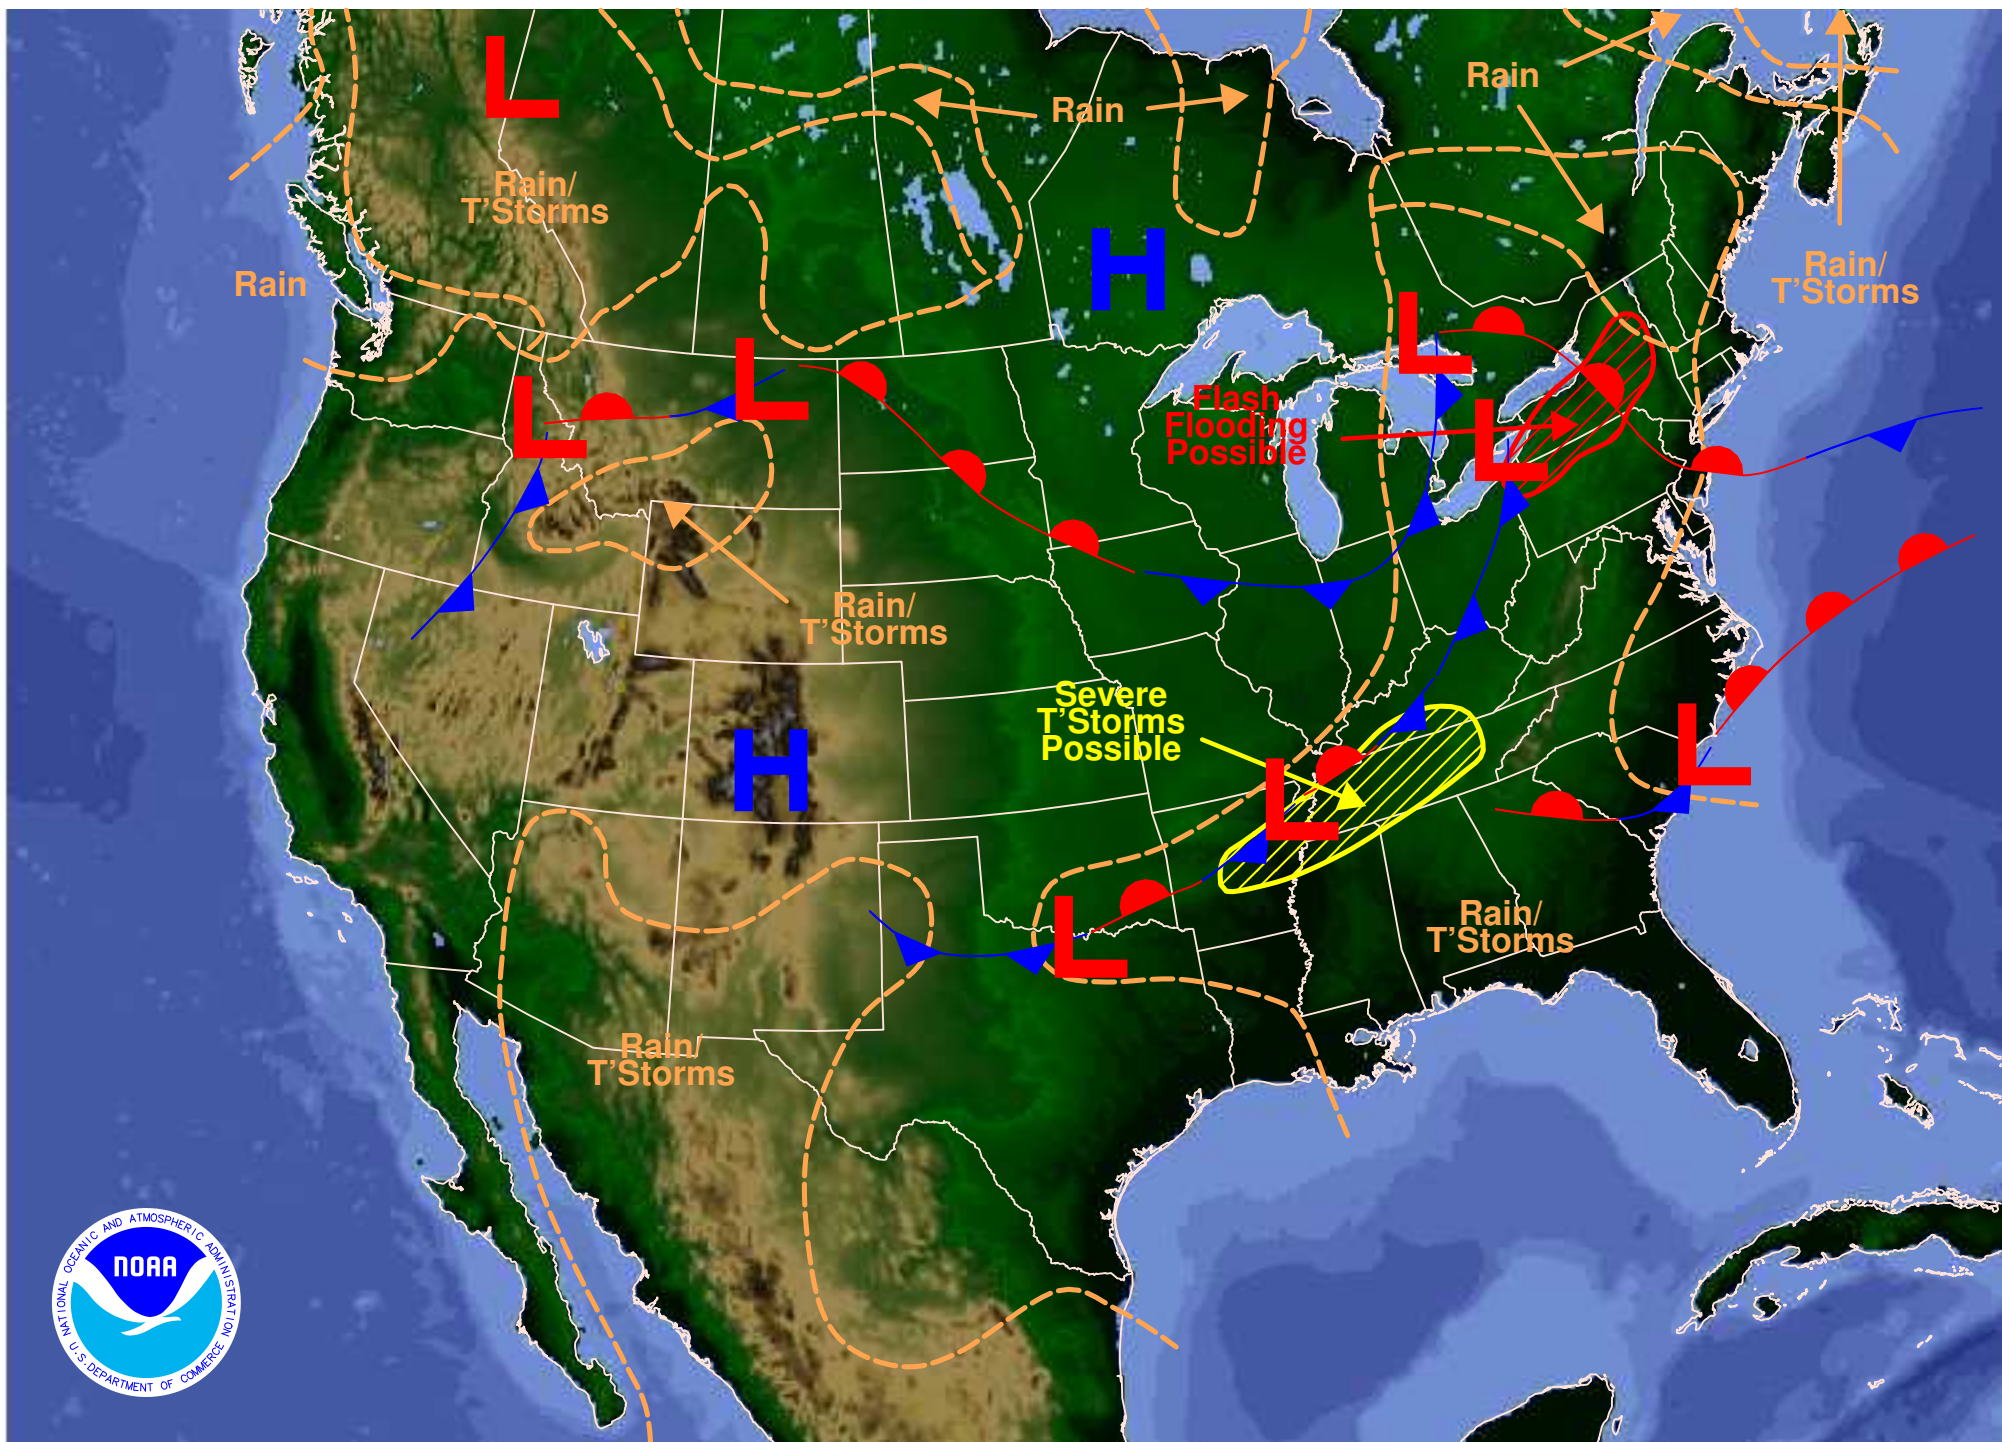 L
Rain
Rain
Rain/
T'Storms
H
Rain
Rain/
T'Storms
L
L
L
Flash
Flooding
Possible
L
Rain/
T'Storms
Severe
T'Storms
Possible
L
H
L
L
Rain/
T'Storms
Rain/
T'Storms
NATIONAL OCEANIC AND ATMOSPHERIC ADMINISTRATION
NOAA
U.S. DEPARTMENT OF COMMERCE